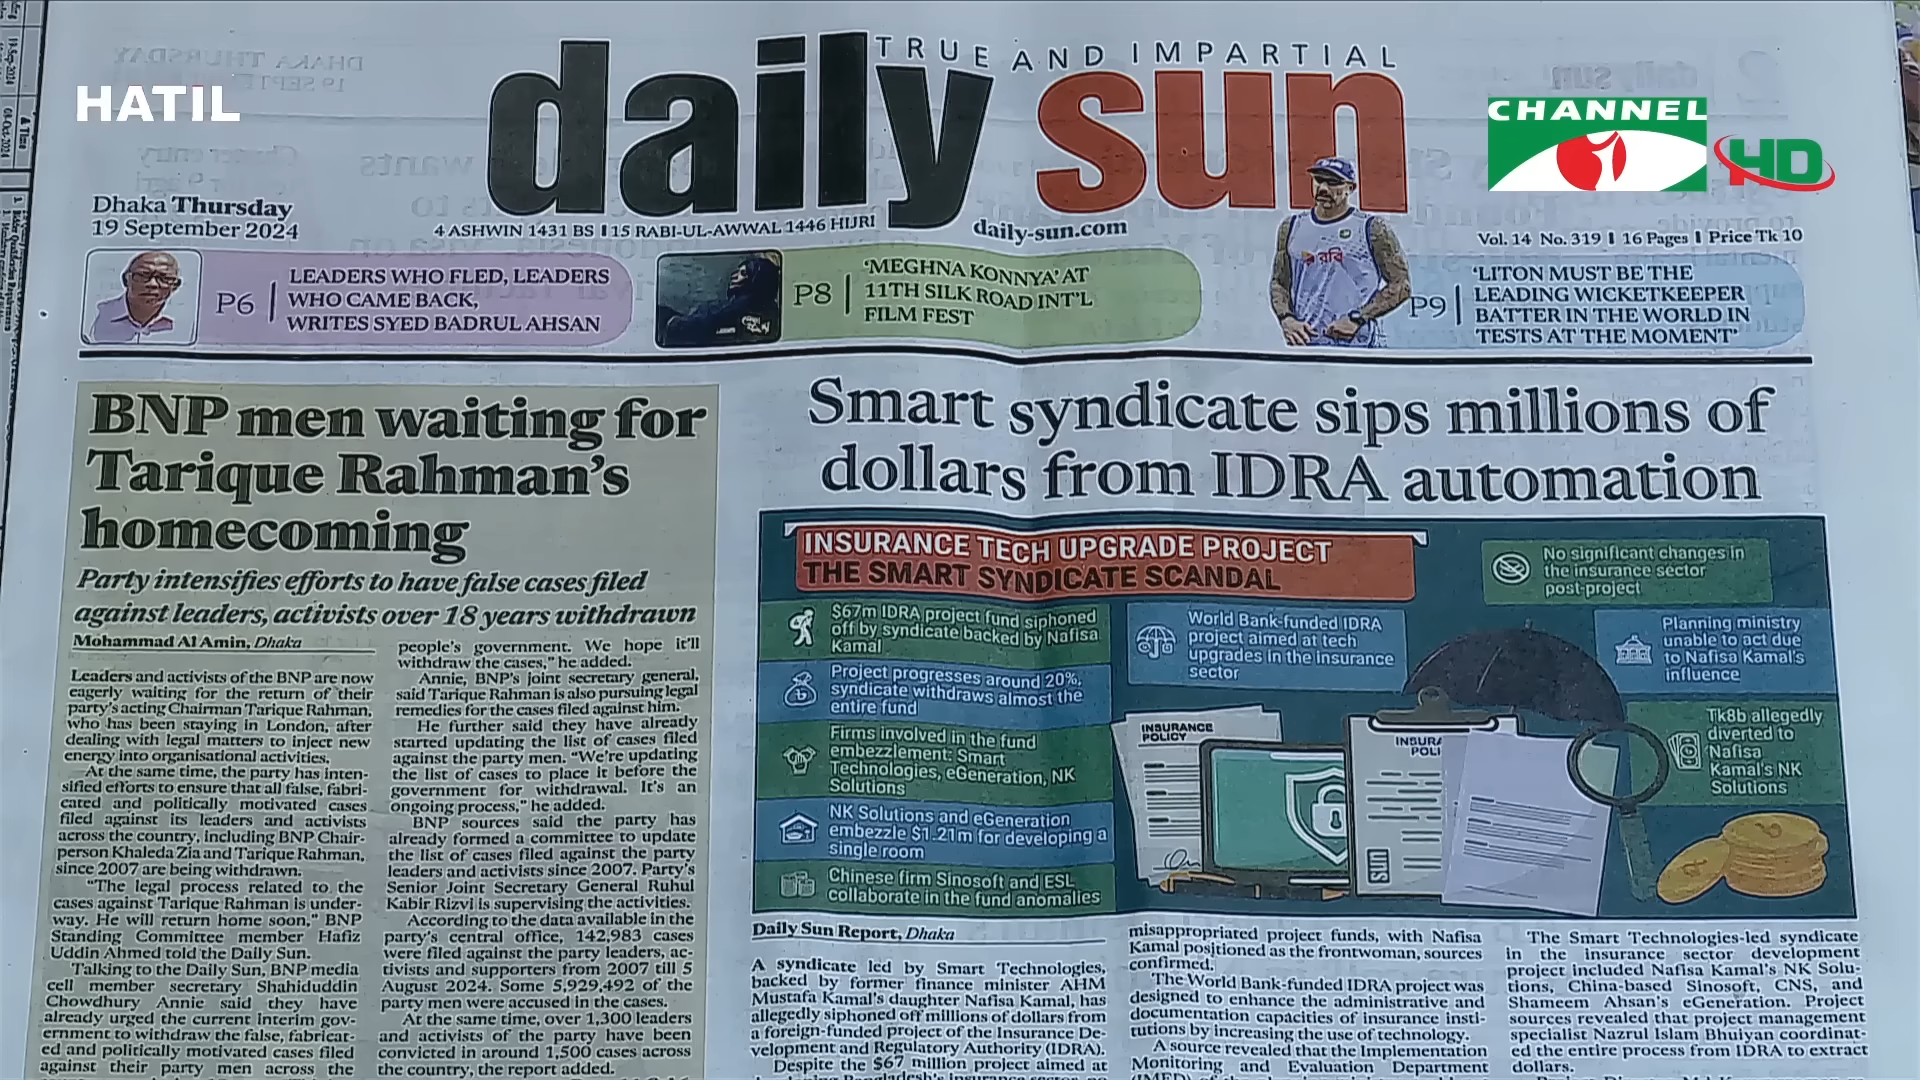 HATIL
CHANNEL
HD
TRUE AND IMPARTIAL
daily sun
Dhaka Thursday
19 September 2024
4 ASHWIN 1431 BS | 15 RABI-UL-AWWAL 1446 HIJRI
daily-sun.com
Vol. 14 No. 319 | 16 Pages | Price Tk 10
P6
LEADERS WHO FLED, LEADERS
WHO CAME BACK,
WRITES SYED BADRUL AHSAN
P8
‘MEGHNA KONNYA’ AT
11TH SILK ROAD INT’L
FILM FEST
রবি
P9
‘LITON MUST BE THE
LEADING WICKETKEEPER
BATTER IN THE WORLD IN
TESTS AT THE MOMENT’
BNP men waiting for
Tarique Rahman’s
homecoming
Party intensifies efforts to have false cases filed
against leaders, activists over 18 years withdrawn
Mohammad Al Amin, Dhaka
Leaders and activists of the BNP are now
eagerly waiting for the return of their
party’s acting Chairman Tarique Rahman,
who has been staying in London, after
dealing with legal matters to inject new
energy into organisational activities.
At the same time, the party has inten-
sified efforts to ensure that all false, fabri-
cated and politically motivated cases
filed against its leaders and activists
across the country, including BNP Chair-
person Khaleda Zia and Tarique Rahman,
since 2007 are being withdrawn.
“The legal process related to the
cases against Tarique Rahman is under-
way. He will return home soon,” BNP
Standing Committee member Hafiz
Uddin Ahmed told the Daily Sun.
Talking to the Daily Sun, BNP media
cell member secretary Shahiduddin
Chowdhury Annie said they have
already urged the current interim gov-
ernment to withdraw the false, fabricat-
ed and politically motivated cases filed
against their party men across the
people’s government. We hope it’ll
withdraw the cases,” he added.
Annie, BNP’s joint secretary general,
said Tarique Rahman is also pursuing legal
remedies for the cases filed against him.
He further said they have already
started updating the list of cases filed
against the party men. “We’re updating
the list of cases to place it before the
government for withdrawal. It’s an
ongoing process,” he added.
BNP sources said the party has
already formed a committee to update
the list of cases filed against the party
leaders and activists since 2007. Party’s
Senior Joint Secretary General Ruhul
Kabir Rizvi is supervising the activities.
According to the data available in the
party’s central office, 142,983 cases
were filed against the party leaders, ac-
tivists and supporters from 2007 till 5
August 2024. Some 5,929,492 of the
party men were accused in the cases.
At the same time, over 1,300 leaders
and activists of the party have been
convicted in around 1,500 cases across
the country, the report added.
Smart syndicate sips millions of
dollars from IDRA automation
INSURANCE TECH UPGRADE PROJECT
THE SMART SYNDICATE SCANDAL
$67m IDRA project fund siphoned
off by syndicate backed by Nafisa
Kamal
Project progresses around 20%,
syndicate withdraws almost the
entire fund
Firms involved in the fund
embezzlement: Smart
Technologies, eGeneration, NK
Solutions
NK Solutions and eGeneration
embezzle $1.21m for developing a
single room
Chinese firm Sinosoft and ESL
collaborate in the fund anomalies
World Bank-funded IDRA
project aimed at tech
upgrades in the insurance
sector
No significant changes in
the insurance sector
post-project
Planning ministry
unable to act due
to Nafisa Kamal’s
influence
Tk8b allegedly
diverted to
Nafisa
Kamal’s NK
Solutions
INSURANCE
POLICY
INSURA
POLI
SUN
Daily Sun Report, Dhaka
A syndicate led by Smart Technologies,
backed by former finance minister AHM
Mustafa Kamal’s daughter Nafisa Kamal, has
allegedly siphoned off millions of dollars from
a foreign-funded project of the Insurance De-
velopment and Regulatory Authority (IDRA).
Despite the $67 million project aimed at
misappropriated project funds, with Nafisa
Kamal positioned as the frontwoman, sources
confirmed.
The World Bank-funded IDRA project was
designed to enhance the administrative and
documentation capacities of insurance insti-
tutions by increasing the use of technology.
A source revealed that the Implementation
Monitoring and Evaluation Department
The Smart Technologies-led syndicate
in the insurance sector development
project included Nafisa Kamal’s NK Solu-
tions, China-based Sinosoft, CNS, and
Shameem Ahsan’s eGeneration. Project
sources revealed that project management
specialist Nazrul Islam Bhuiyan coordinat-
ed the entire process from IDRA to extract
dollars.